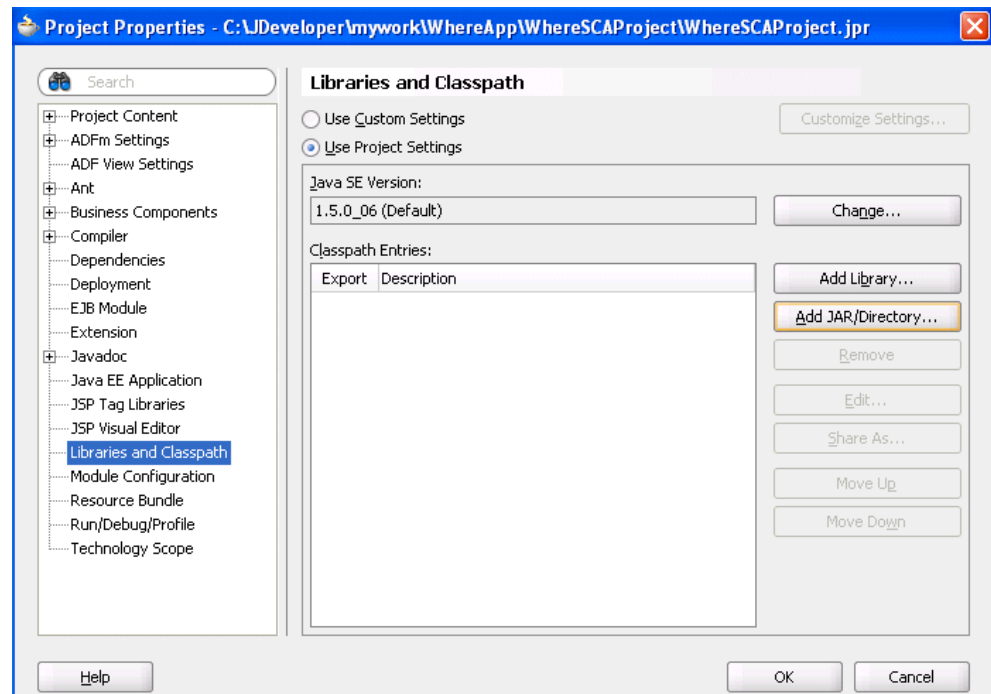 Project Properties - C:\JDeveloper\mywork\WhereApp\WhereSCAProject\WhereSCAProject.jpr
Search
Project Content
ADFm Settings
ADF View Settings
Ant
Business Components
Compiler
Dependencies
Deployment
EJB Module
Extension
Javadoc
Java EE Application
JSP Tag Libraries
JSP Visual Editor
Libraries and Classpath
Module Configuration
Resource Bundle
Run/Debug/Profile
Technology Scope
Libraries and Classpath
Use Custom Settings
Customize Settings...
Use Project Settings
Java SE Version:
1.5.0_06 (Default)
Change...
Classpath Entries:
Export Description
Add Library...
Add JAR/Directory...
Remove
Edit...
Share As...
Move Up
Move Down
Help
OK
Cancel